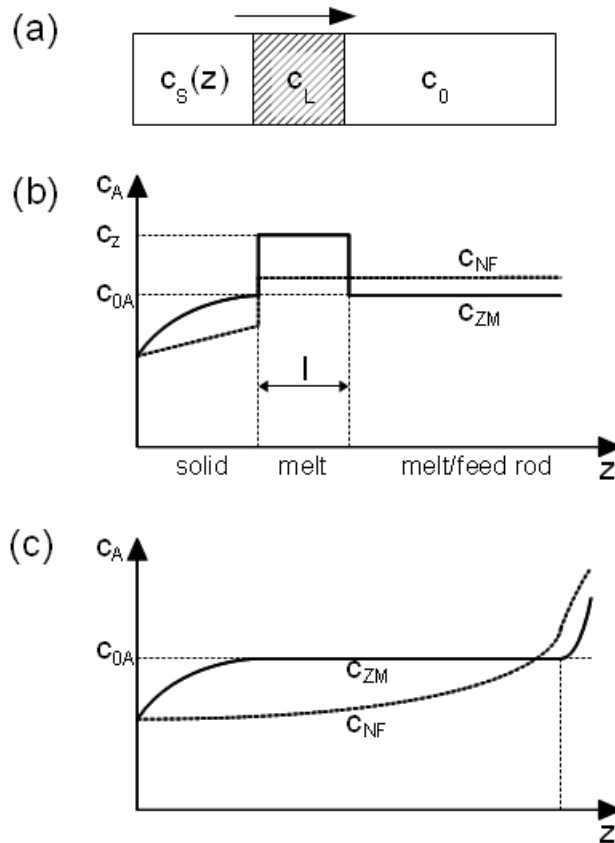 (a)
c_S(z) c_L c_0
(b)
c_A
c_z
c_NF
c_0A
c_ZM
l
solid melt melt/feed rod z
(c)
c_A
c_0A
c_ZM
c_NF
z